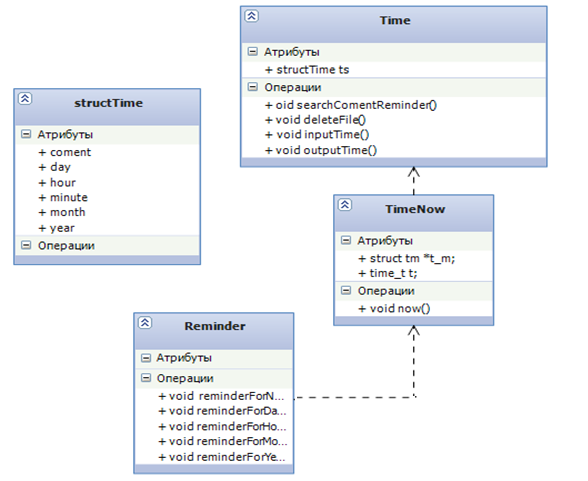 Time
Атрибуты
+ structTime ts
Операции
+ oid searchComentReminder()
+ void deleteFile()
+ void inputTime()
+ void outputTime()
structTime
Атрибуты
+ coment
+ day
+ hour
+ minute
+ month
+ year
Операции
TimeNow
Атрибуты
+ struct tm *t_m;
+ time_t t;
Операции
+ void now()
Reminder
Атрибуты
Операции
+ void reminderForN...
+ void reminderForDa...
+ void reminderForHo...
+ void reminderForMo...
+ void reminderForYe...